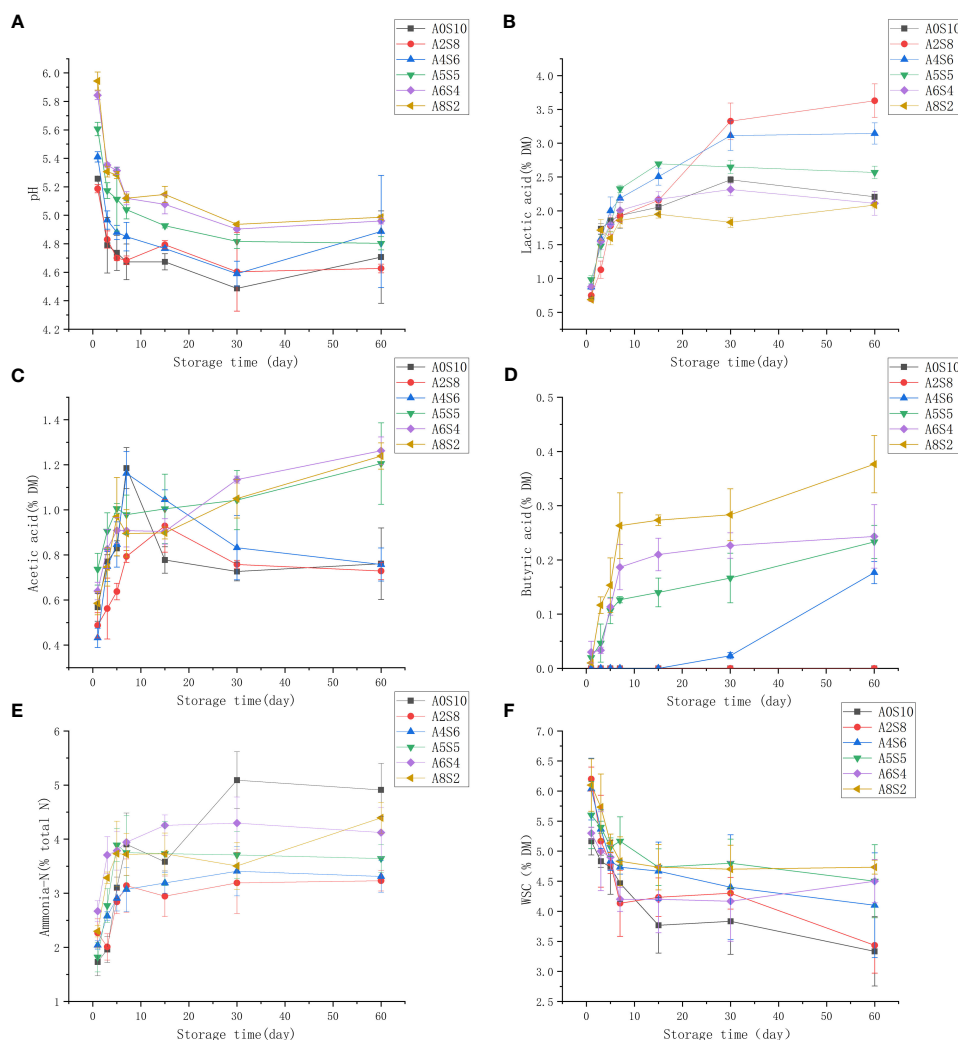 A
A0S10
A2S8
A4S6
A5S5
A6S4
A8S2
6.0
5.8
5.6
5.4
5.2
5.0
4.8
4.6
4.4
4.2
pH
0 10 20 30 40 50 60
Storage time (day)
B
A0S10
A2S8
A4S6
A5S5
A6S4
A8S2
4.0
3.5
3.0
2.5
2.0
1.5
1.0
0.5
Lactic acid(% DM)
0 10 20 30 40 50 60
Storage time (day)
C
A0S10
A2S8
A4S6
A5S5
A6S4
A8S2
1.4
1.2
1.0
0.8
0.6
0.4
Acetic acid(% DM)
0 10 20 30 40 50 60
Storage time(day)
D
A0S10
A2S8
A4S6
A5S5
A6S4
A8S2
0.5
0.4
0.3
0.2
0.1
0.0
Butyric acid(% DM)
0 10 20 30 40 50 60
Storage time (day)
E
A0S10
A2S8
A4S6
A5S5
A6S4
A8S2
6
5
4
3
2
1
Ammonia-N(% total N)
0 10 20 30 40 50 60
Storage time(day)
F
A0S10
A2S8
A4S6
A5S5
A6S4
A8S2
7.0
6.5
6.0
5.5
5.0
4.5
4.0
3.5
3.0
2.5
WSC (% DM)
0 10 20 30 40 50 60
Storage time（day）